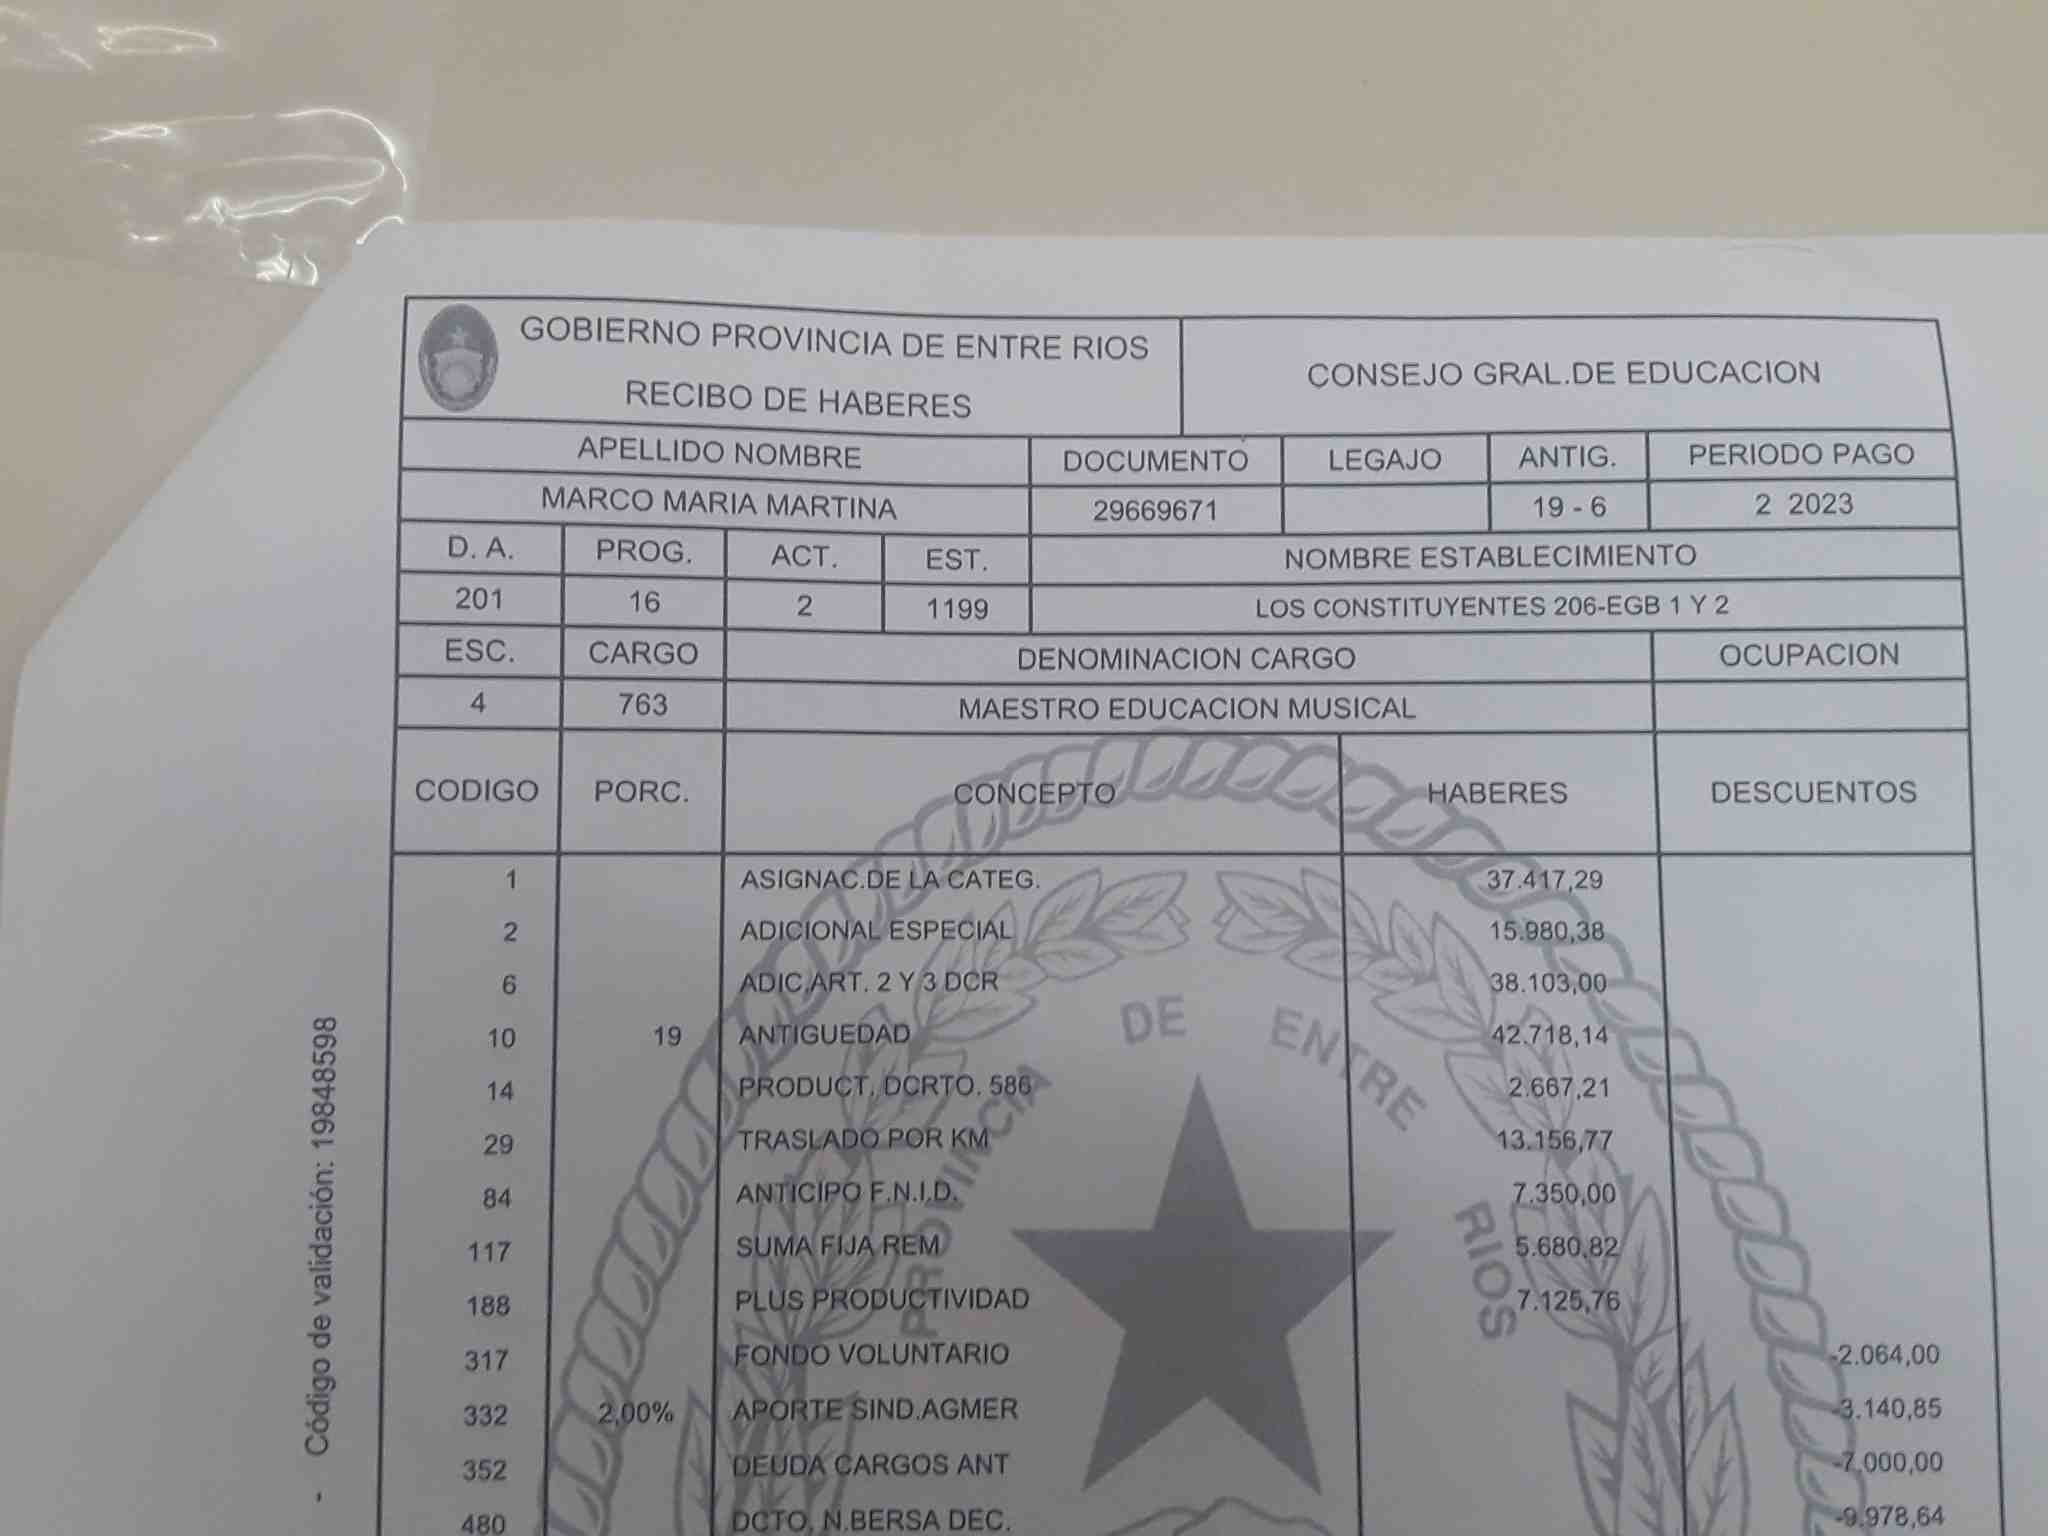 GOBIERNO PROVINCIA DE ENTRE RIOS
RECIBO DE HABERES
CONSEJO GRAL.DE EDUCACION
APELLIDO NOMBRE DOCUMENTO LEGAJO ANTIG. PERIODO PAGO
MARCO MARIA MARTINA 29669671 19 - 6 2 2023
D. A. PROG. ACT. EST. NOMBRE ESTABLECIMIENTO
201 16 2 1199 LOS CONSTITUYENTES 206-EGB 1 Y 2
ESC. CARGO DENOMINACION CARGO OCUPACION
4 763 MAESTRO EDUCACION MUSICAL
CODIGO PORC. CONCEPTO HABERES DESCUENTOS
1 ASIGNAC.DE LA CATEG. 37.417,29
2 ADICIONAL ESPECIAL 15.980,38
6 ADIC.ART. 2 Y 3 DCR 38.103,00
10 19 ANTIGUEDAD 42.718,14
14 PRODUCT. DCRTO. 586 2.667,21
29 TRASLADO POR KM 13.156,77
84 ANTICIPO F.N.I.D. 7.350,00
117 SUMA FIJA REM 5.680,82
188 PLUS PRODUCTIVIDAD 7.125,76
317 FONDO VOLUNTARIO -2.064,00
332 2,00% APORTE SIND.AGMER -3.140,85
352 DEUDA CARGOS ANT -7.000,00
480 DCTO. N.BERSA DEC. -9.978,64
PROVINCIA DE ENTRE RIOS
- Código de validación: 198485598